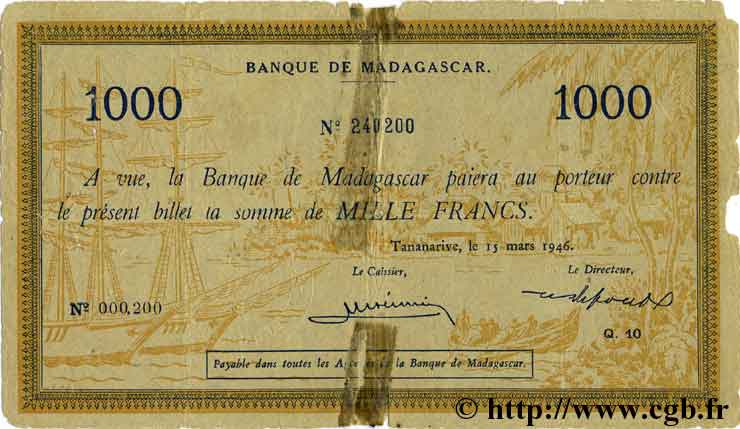 BANQUE DE MADAGASCAR.
1000 1000
Nº 240200
A vue, la Banque de Madagascar paiera au porteur contre
le présent billet la somme de MILLE FRANCS.
Tananarive, le 15 mars 1946.
Le Caissier, Le Directeur,
Nº 000,200
Q. 10
Payable dans toutes les de la Banque de Madagascar.
© http://www.cgb.fr